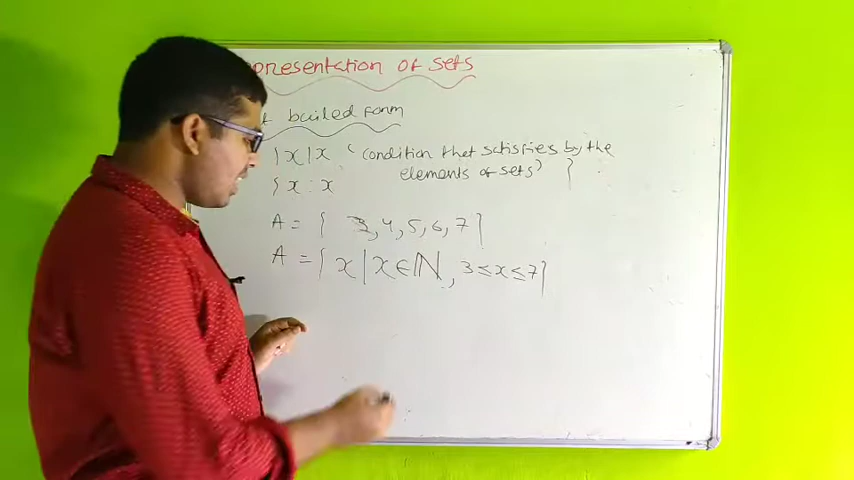 presentation of sets
builed form
{x|x (condition that satisfies by the
{x : x elements of sets) }
A = { 3, 4, 5, 6, 7}
A = {x|x∈ℕ, 3≤x≤7}